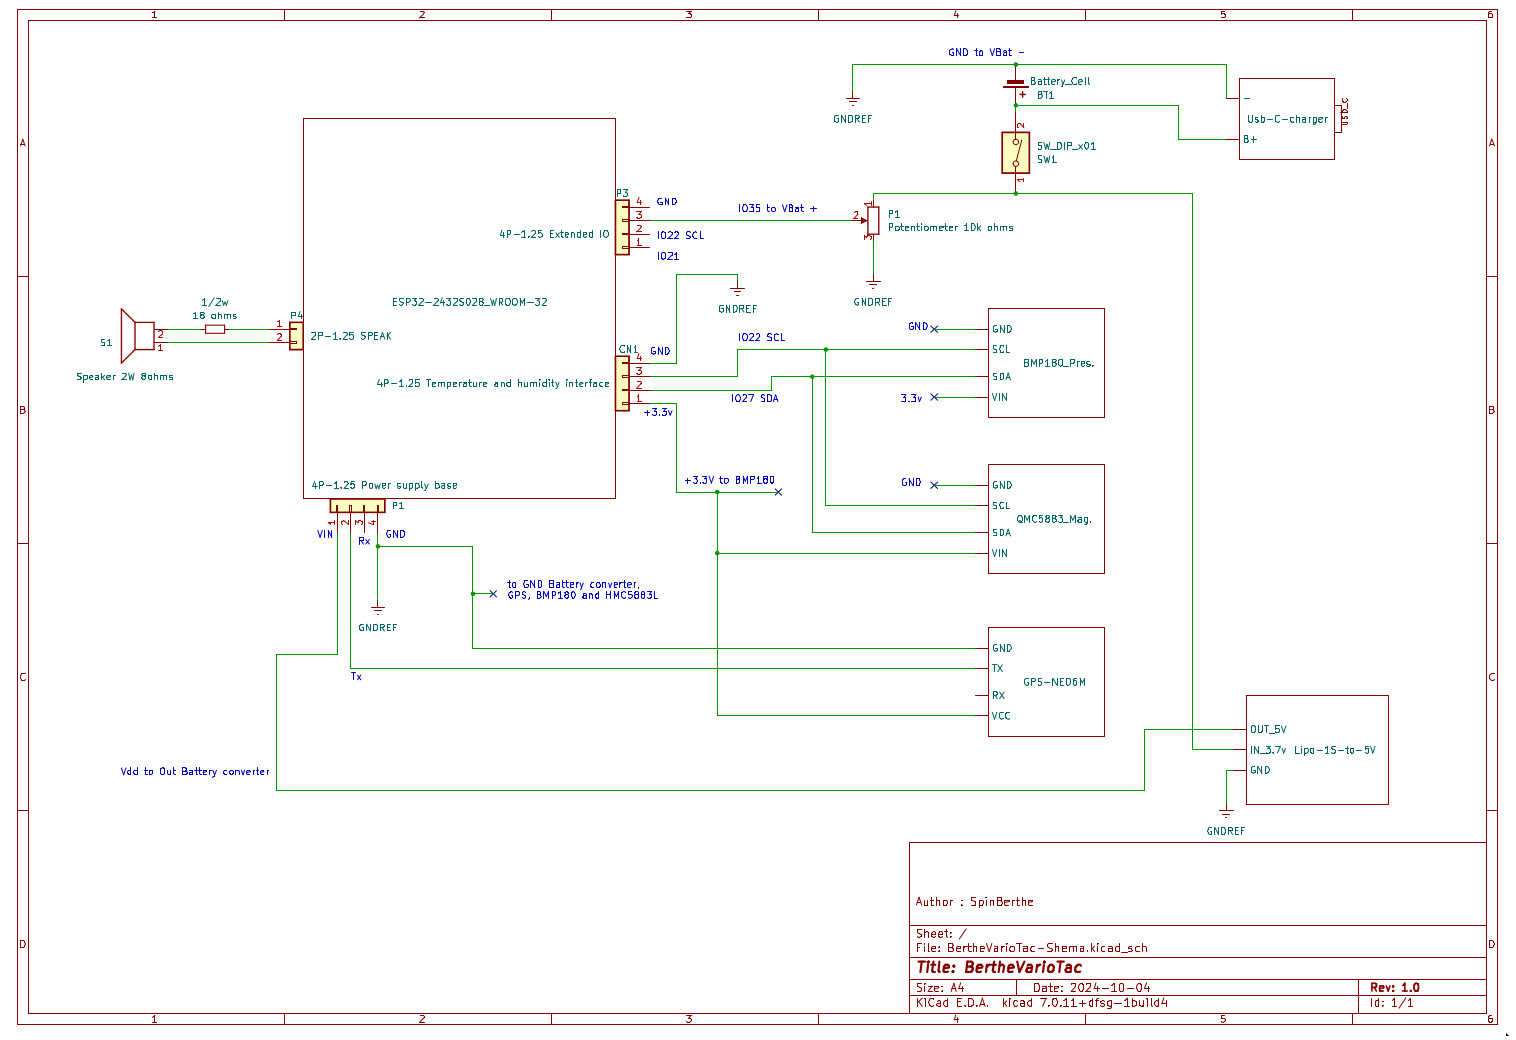 1 2 3 4 5 6
GND to VBat -
Battery_Cell
+ BT1
GNDREF
-
Usb-C-charger
USB_C
B+
2
SW_DIP_x01
SW1
1
A A
P3
4 GND
3
2 IO22 SCL
1 IO21
4P-1.25 Extended IO
IO35 to VBat +
1
2
3
P1
Potentiometer 10k ohms
GNDREF
ESP32-2432S028_WROOM-32
1/2w
18 ohms
S1
2
1
Speaker 2W 8ohms
P4
1
2
2P-1.25 SPEAK
GNDREF
CN1
4 GND
3
2
1
+3.3v
4P-1.25 Temperature and humidity interface
IO22 SCL
IO27 SDA
GND
GND
SCL
BMP180_Pres.
SDA
3.3v
VIN
B B
+3.3V to BMP180
GND
GND
SCL
QMC5883_Mag.
SDA
VIN
4P-1.25 Power supply base
P1
1 2 3 4
VIN
Rx
GND
GNDREF
to GND Battery converter,
GPS, BMP180 and HMC5883L
GND
TX
GPS-NEO6M
RX
VCC
Tx
C C
Vdd to Out Battery converter
OUT_5V
IN_3.7v Lipo-1S-to-5V
GND
GNDREF
Author : SpinBerthe
Sheet: /
File: BertheVarioTac-Shema.kicad_sch
Title: BertheVarioTac
Size: A4 Date: 2024-10-04 Rev: 1.0
KiCad E.D.A. kicad 7.0.11+dfsg-1build4 Id: 1/1
D D
1 2 3 4 5 6